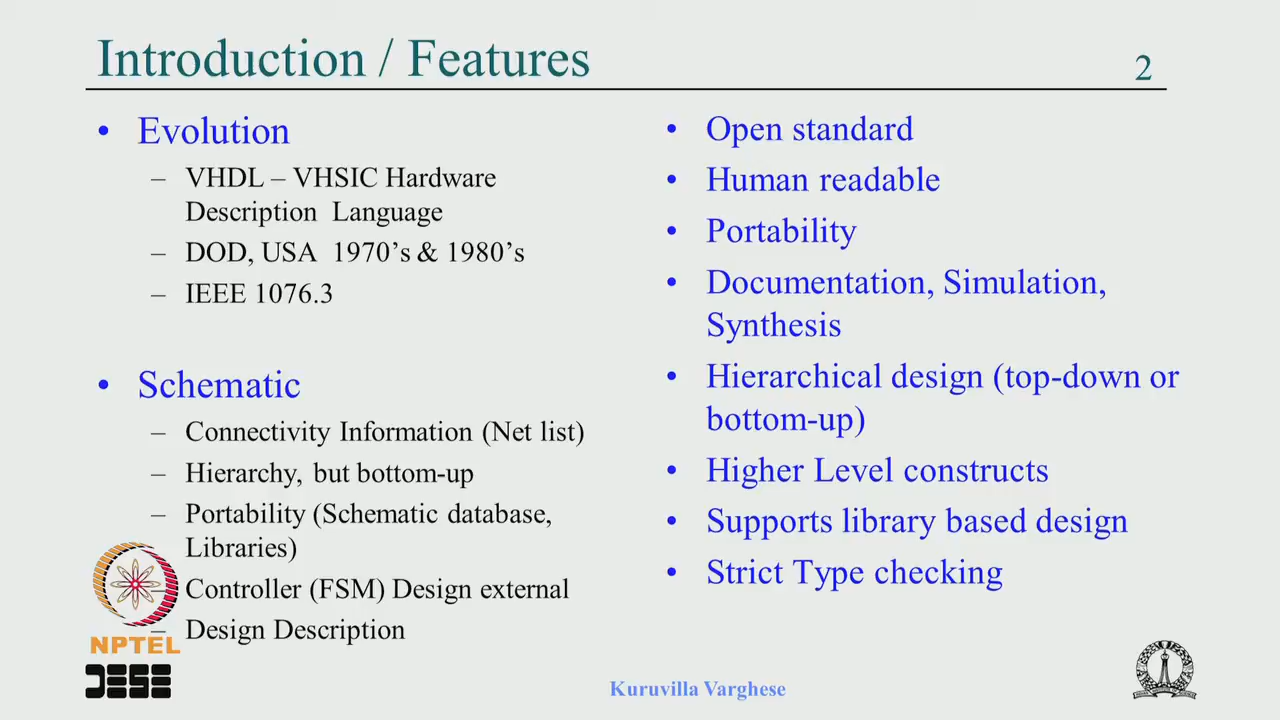 Introduction / Features
2
• Evolution
– VHDL – VHSIC Hardware
Description Language
– DOD, USA 1970’s & 1980’s
– IEEE 1076.3
• Schematic
– Connectivity Information (Net list)
– Hierarchy, but bottom-up
– Portability (Schematic database,
Libraries)
– Controller (FSM) Design external
– Design Description
• Open standard
• Human readable
• Portability
• Documentation, Simulation,
Synthesis
• Hierarchical design (top-down or
bottom-up)
• Higher Level constructs
• Supports library based design
• Strict Type checking
NPTEL
DESE
Kuruvilla Varghese